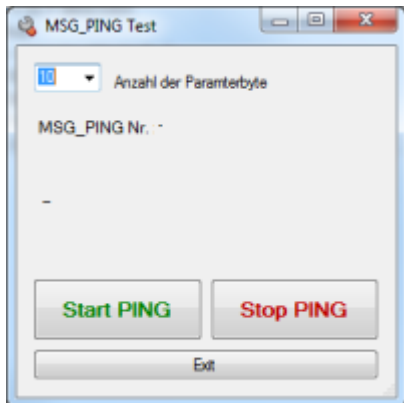 MSG_PING Test
10 Anzahl der Paramterbyte
MSG_PING Nr. -
-
Start PING Stop PING
Exit